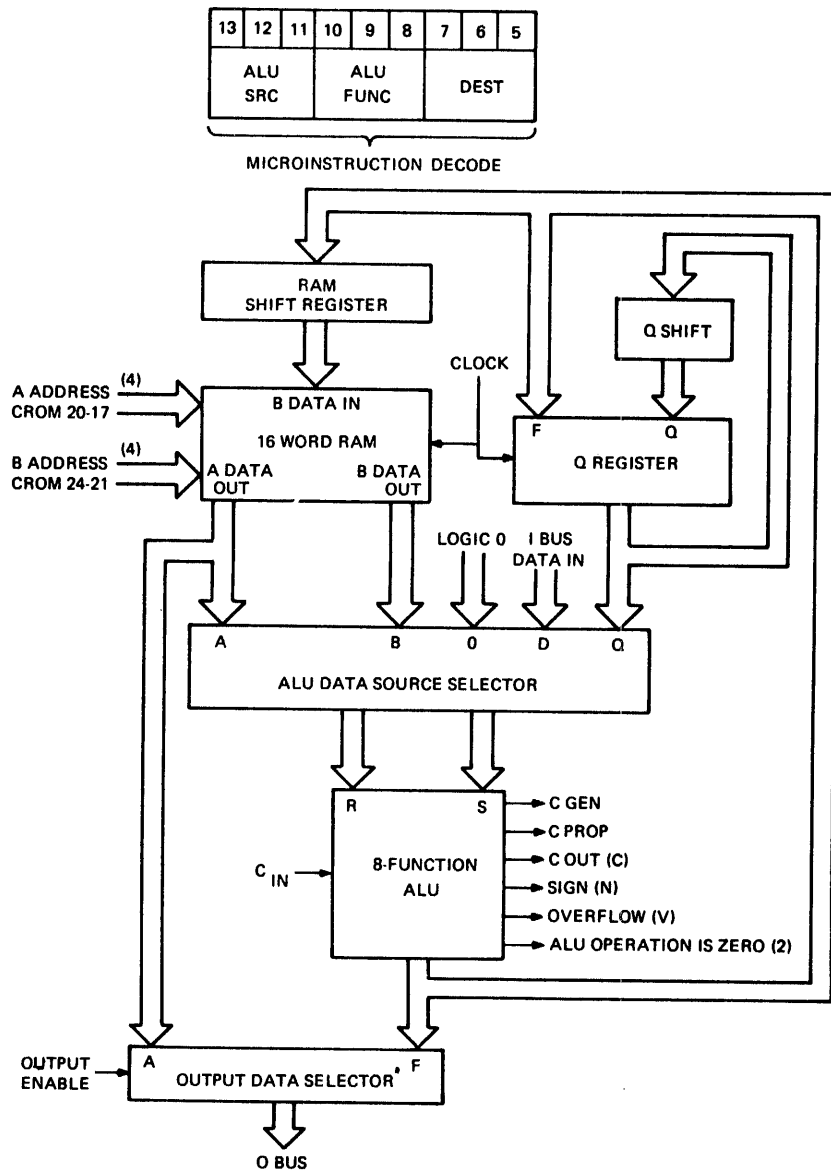 13 12 11 10 9 8 7 6 5
ALU SRC
ALU FUNC
DEST
MICROINSTRUCTION DECODE
RAM
SHIFT REGISTER
Q SHIFT
CLOCK
A ADDRESS (4)
CROM 20-17
B DATA IN
16 WORD RAM
F Q
Q REGISTER
B ADDRESS (4)
CROM 24-21
A DATA
OUT
B DATA
OUT
LOGIC 0
I BUS
DATA IN
A B 0 D Q
ALU DATA SOURCE SELECTOR
R S
8-FUNCTION
ALU
C IN
C GEN
C PROP
C OUT (C)
SIGN (N)
OVERFLOW (V)
ALU OPERATION IS ZERO (2)
OUTPUT
ENABLE
A F
OUTPUT DATA SELECTOR
O BUS